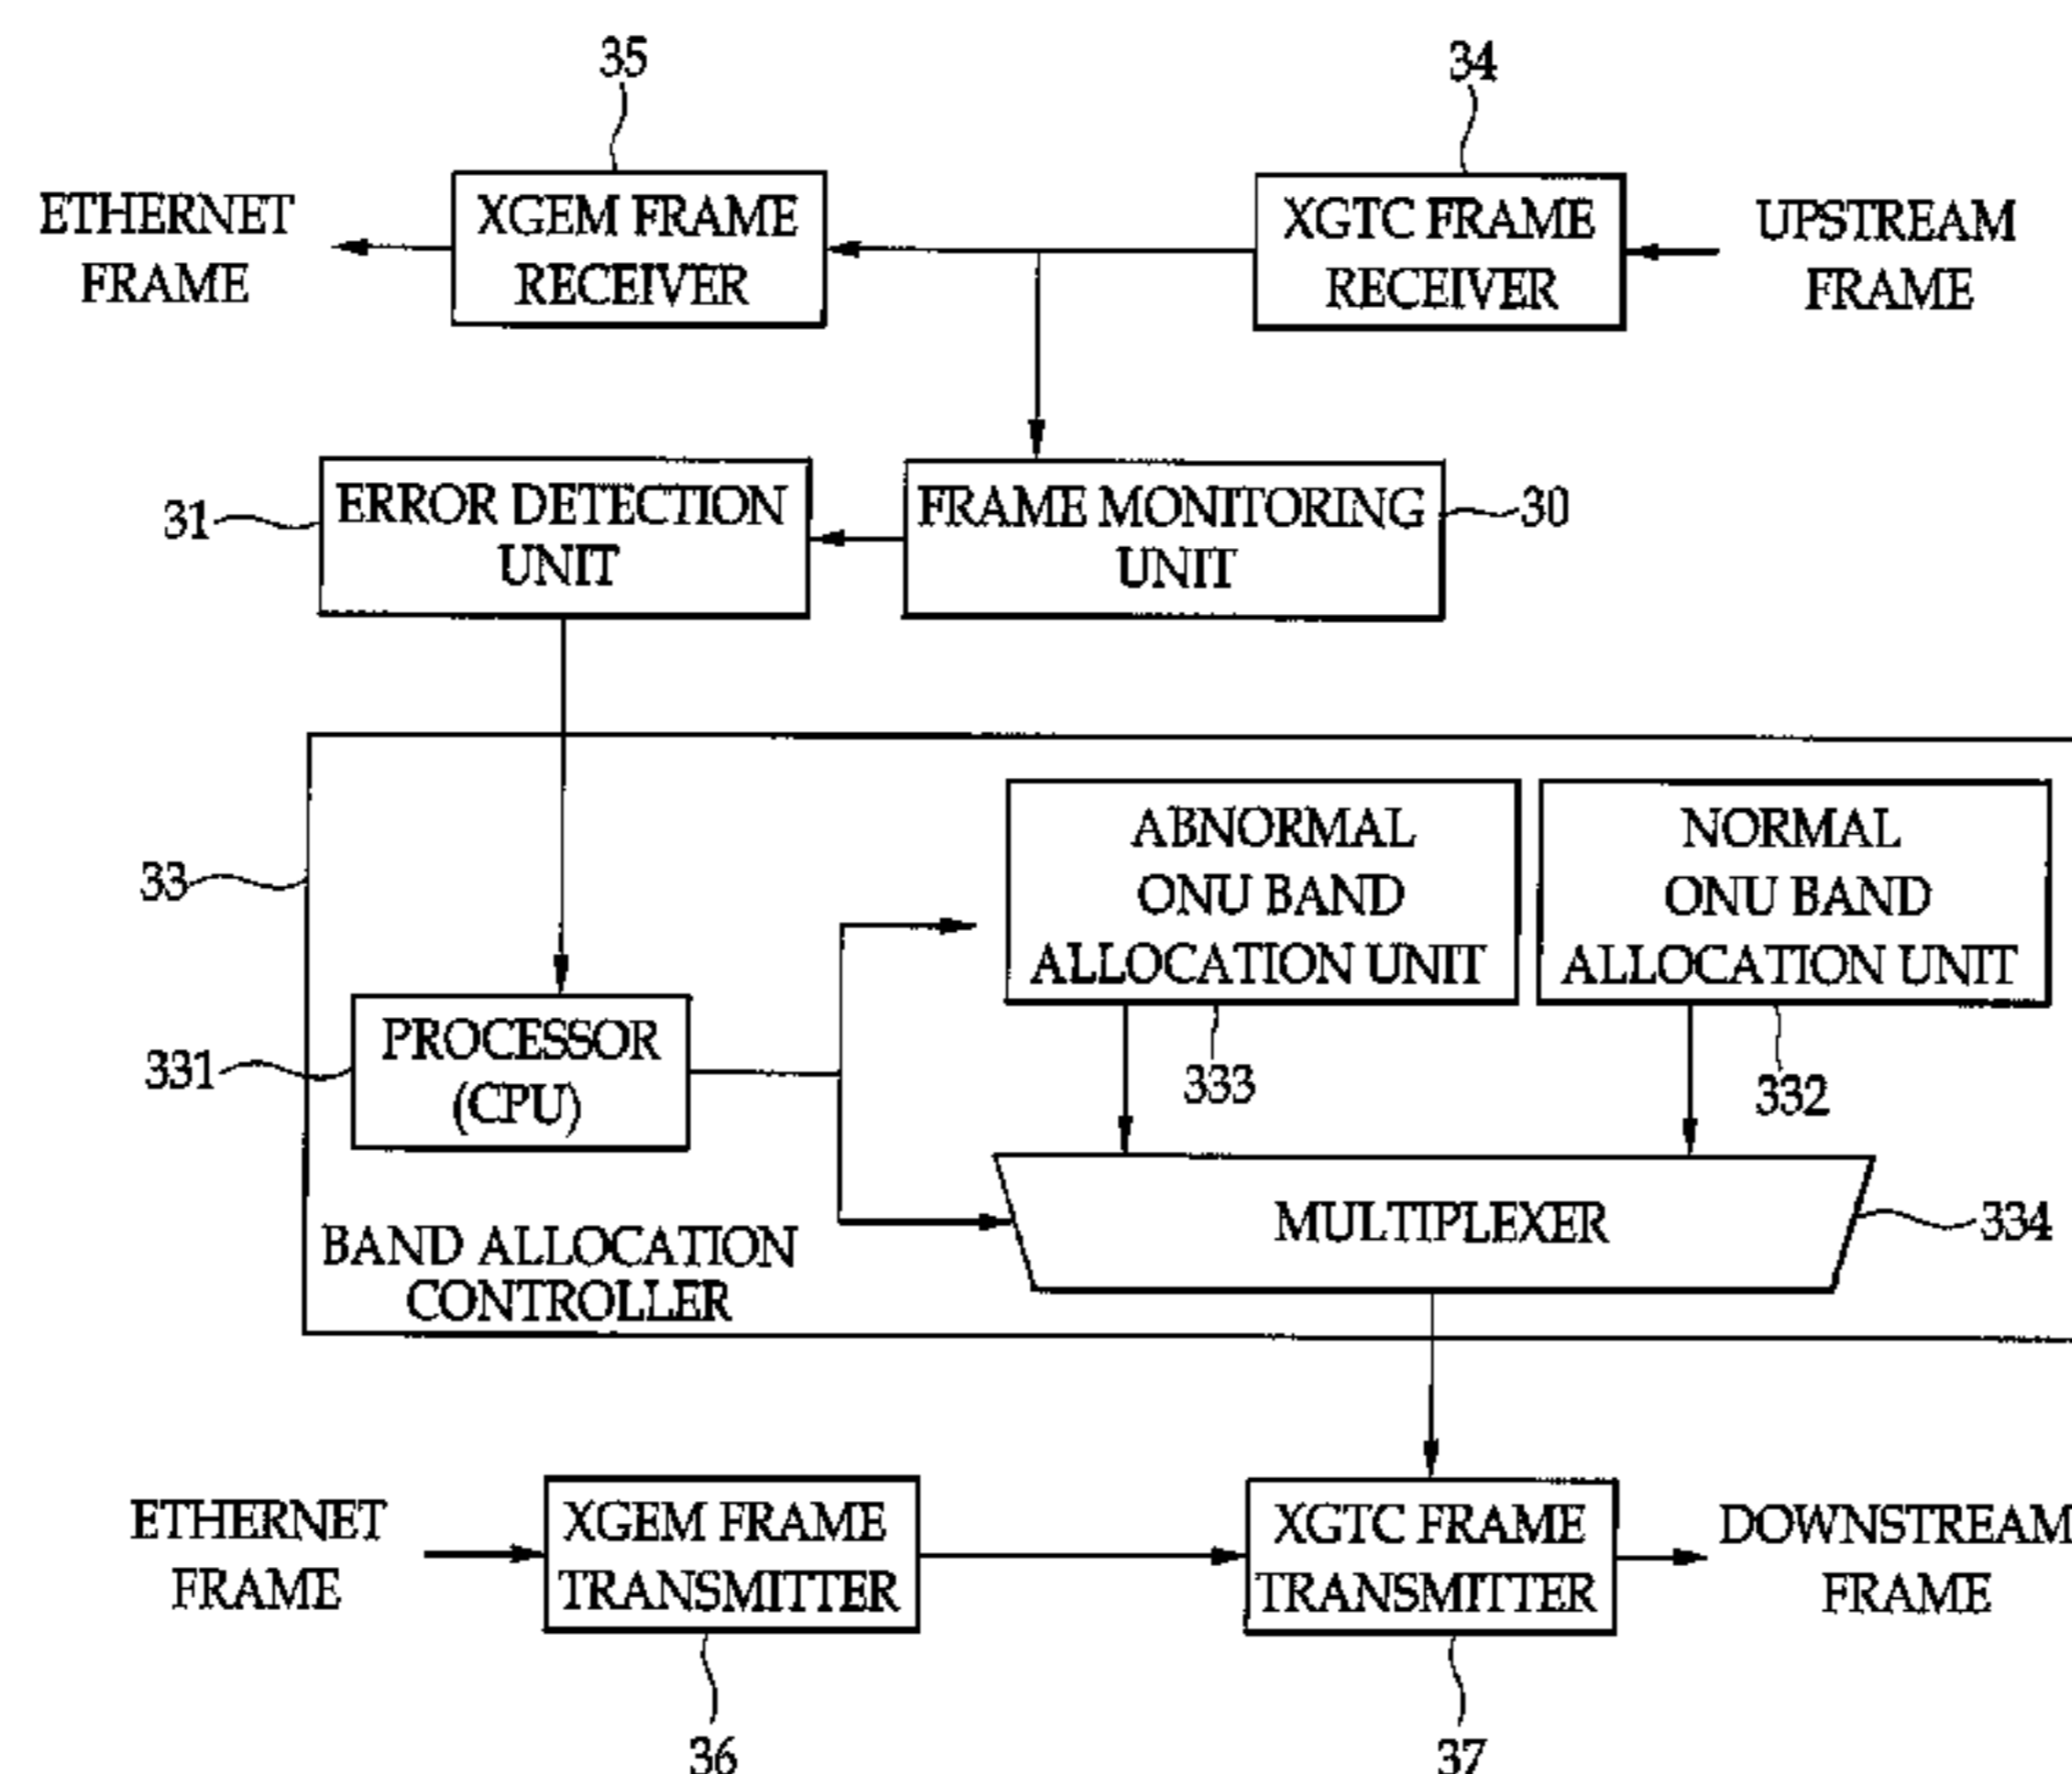 35
34
ETHERNET
FRAME
XGEM FRAME
RECEIVER
XGTC FRAME
RECEIVER
UPSTREAM
FRAME
31
ERROR DETECTION
UNIT
FRAME MONITORING
UNIT
30
33
ABNORMAL
ONU BAND
ALLOCATION UNIT
NORMAL
ONU BAND
ALLOCATION UNIT
331
PROCESSOR
(CPU)
333
332
BAND ALLOCATION
CONTROLLER
MULTIPLEXER
334
ETHERNET
FRAME
XGEM FRAME
TRANSMITTER
XGTC FRAME
TRANSMITTER
DOWNSTREAM
FRAME
36
37